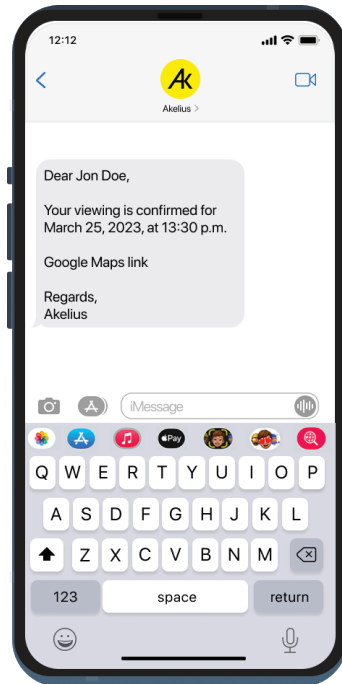 12:12
Ak
Akelius >
Dear Jon Doe,
Your viewing is confirmed for
March 25, 2023, at 13:30 p.m.
Google Maps link
Regards,
Akelius
iMessage
Pay
Q W E R T Y U I O P
A S D F G H J K L
Z X C V B N M
123 space return